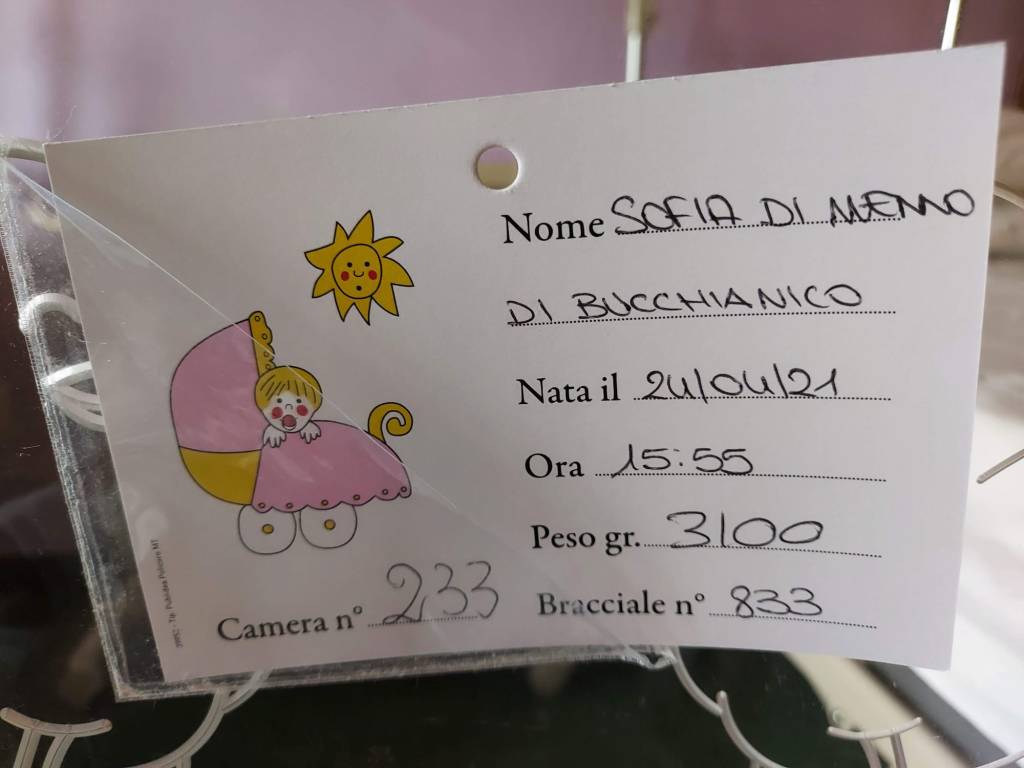 Nome SOFIA DI MEMMO
DI BUCCHIANICO
Nata il 24/04/21
Ora 15:55
Peso gr. 3100
Camera n° 233
Bracciale n° 833